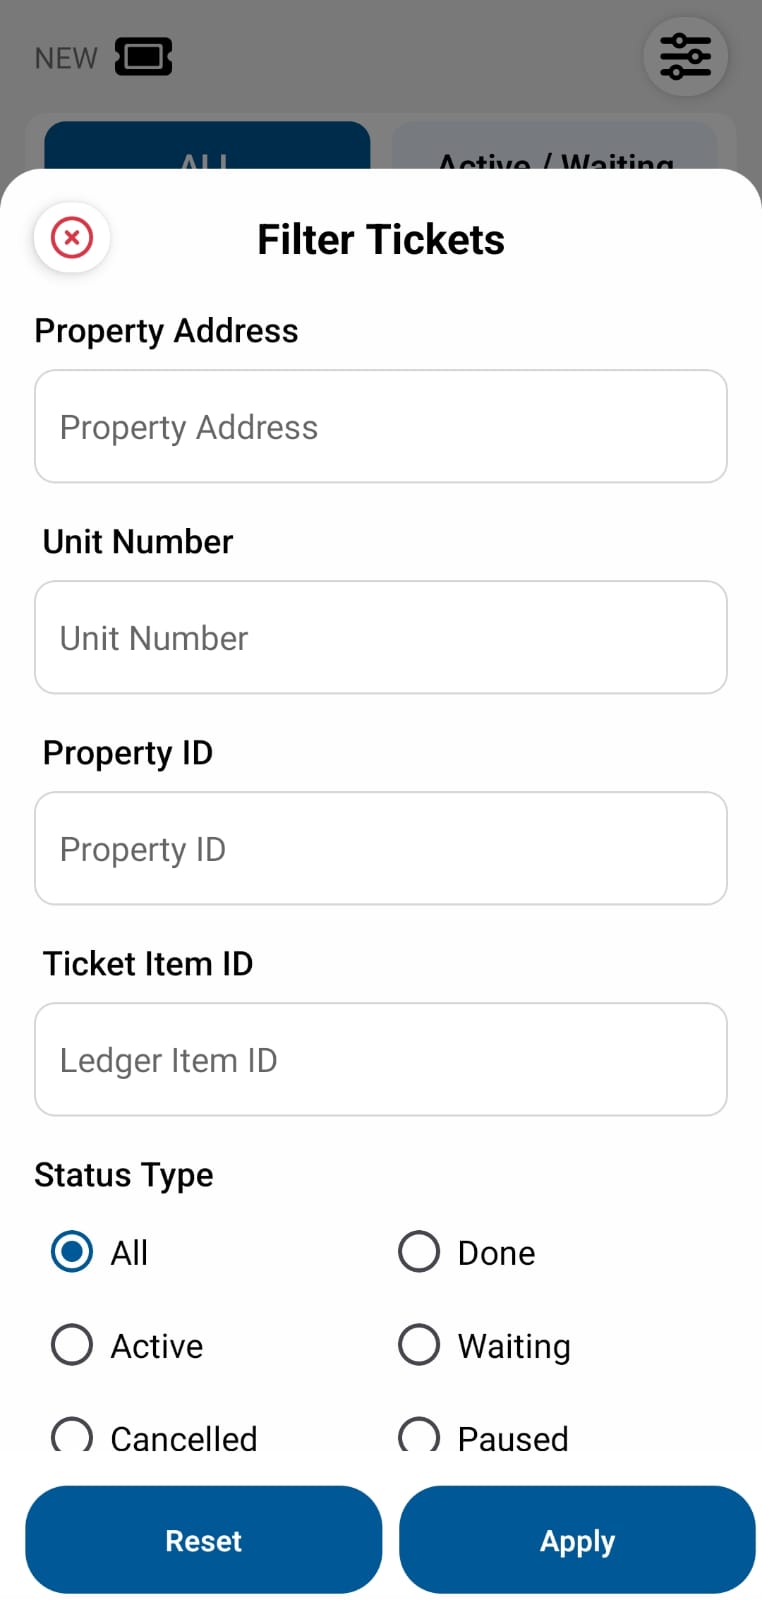 NEW
ALL
Active / Waiting
Filter Tickets
Property Address
Property Address
Unit Number
Unit Number
Property ID
Property ID
Ticket Item ID
Ledger Item ID
Status Type
All
Done
Active
Waiting
Cancelled
Paused
Reset
Apply